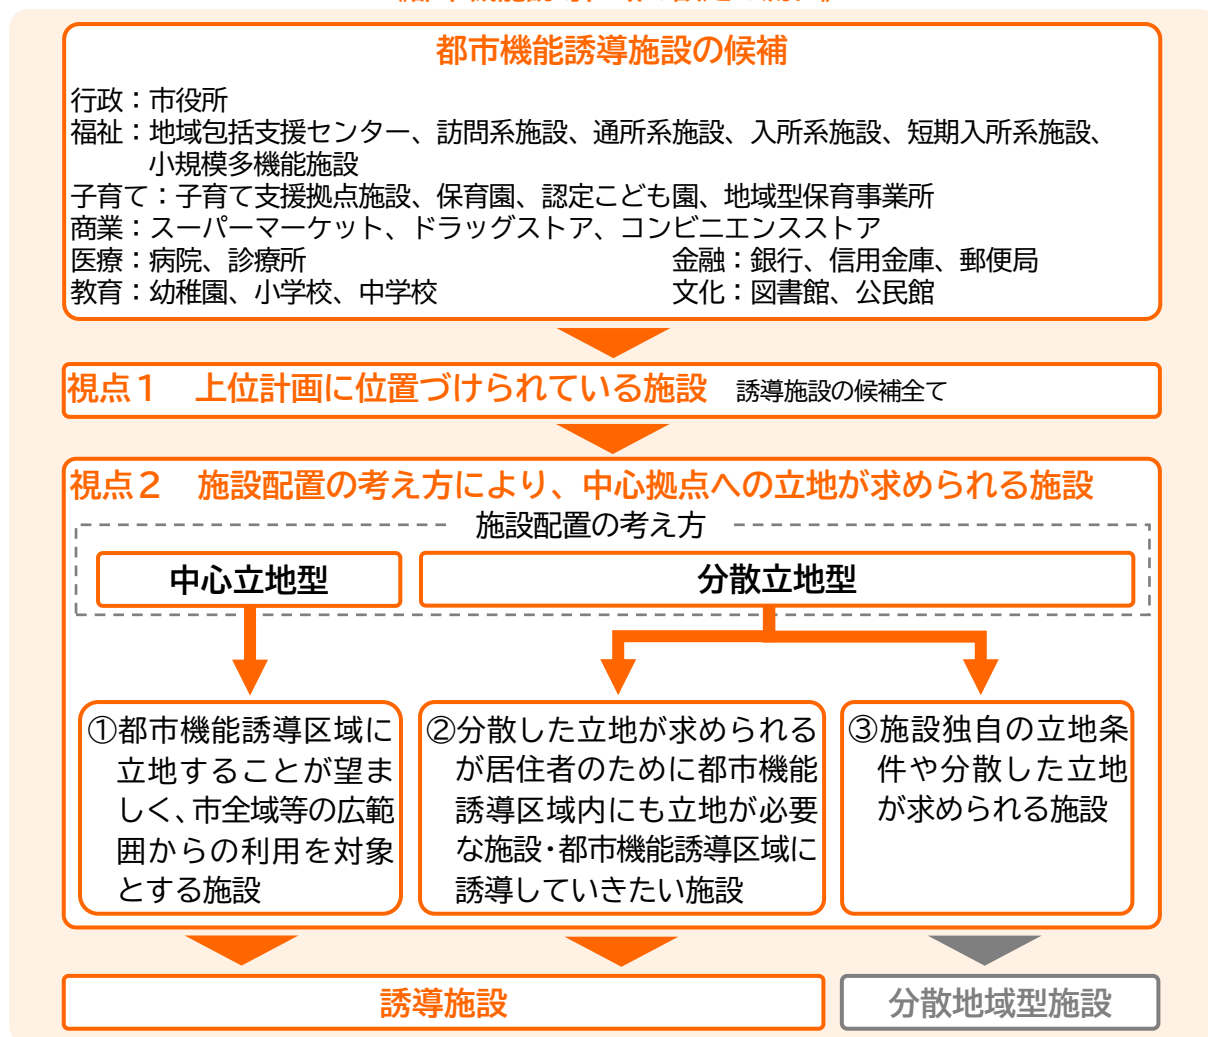 都市機能誘導施設の候補
行政：市役所
福祉：地域包括支援センター、訪問系施設、通所系施設、入所系施設、短期入所系施設、
小規模多機能施設
子育て：子育て支援拠点施設、保育園、認定こども園、地域型保育事業所
商業：スーパーマーケット、ドラッグストア、コンビニエンスストア
医療：病院、診療所
金融：銀行、信用金庫、郵便局
教育：幼稚園、小学校、中学校
文化：図書館、公民館
視点１　上位計画に位置づけられている施設　誘導施設の候補全て
視点２　施設配置の考え方により、中心拠点への立地が求められる施設
施設配置の考え方
中心立地型
分散立地型
①都市機能誘導区域に
立地することが望ま
しく、市全域等の広範
囲からの利用を対象
とする施設
②分散した立地が求められる
が居住者のために都市機能
誘導区域内にも立地が必要
な施設・都市機能誘導区域に
誘導していきたい施設
③施設独自の立地条
件や分散した立地
が求められる施設
誘導施設
分散地域型施設